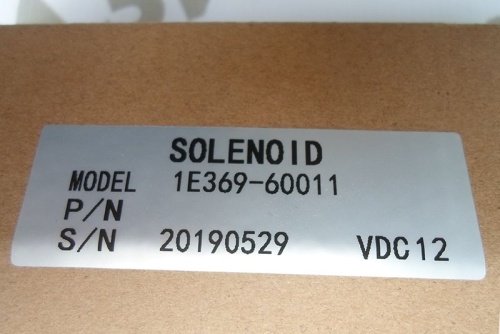 SOLENOID
MODEL 1E369-60011
P/N
S/N 20190529 VDC12